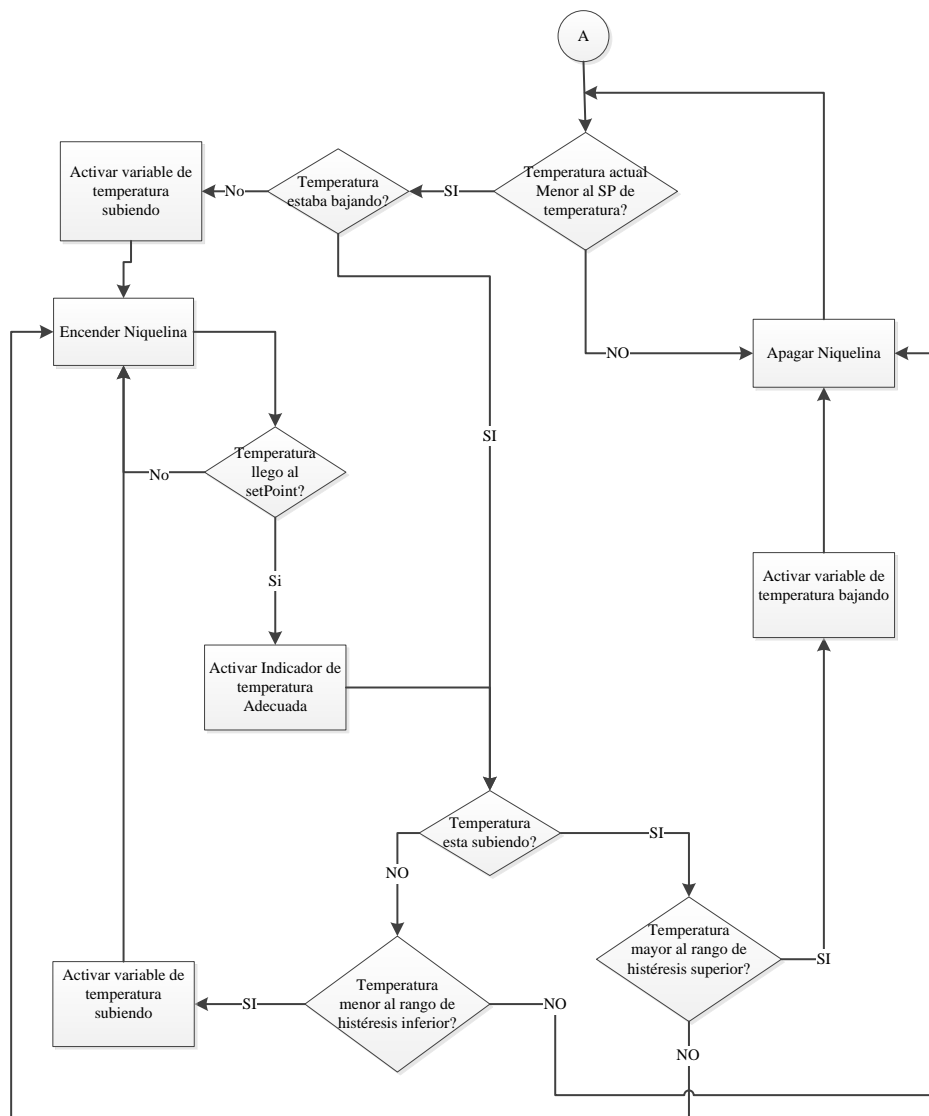 A
Temperatura actual
Menor al SP de
temperatura?
SI
Temperatura
estaba bajando?
No
Activar variable de
temperatura
subiendo
Encender Niquelina
NO
Apagar Niquelina
SI
Temperatura
llego al
setPoint?
No
Si
Activar variable de
temperatura bajando
Activar Indicador de
temperatura
Adecuada
Temperatura
esta subiendo?
SI
NO
Temperatura
mayor al rango de
histéresis superior?
SI
Temperatura
menor al rango de
histéresis inferior?
SI
Activar variable de
temperatura
subiendo
NO
NO